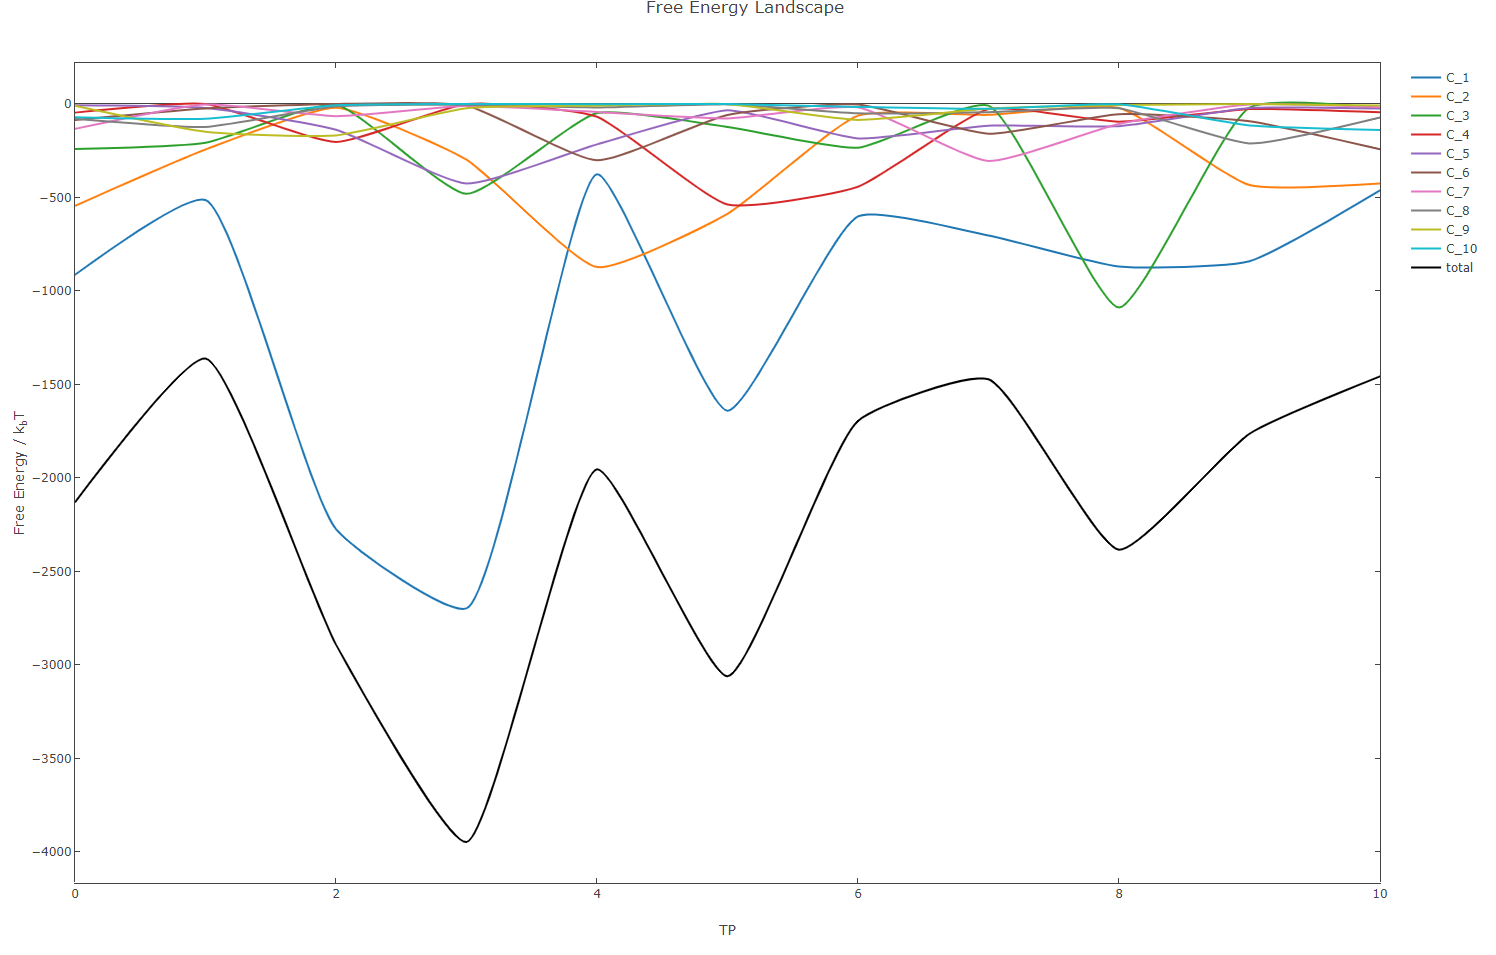 Free Energy Landscape
Free Energy / k_bT
0
−500
−1000
−1500
−2000
−2500
−3000
−3500
−4000
0
2
4
6
8
10
TP
C_1
C_2
C_3
C_4
C_5
C_6
C_7
C_8
C_9
C_10
total